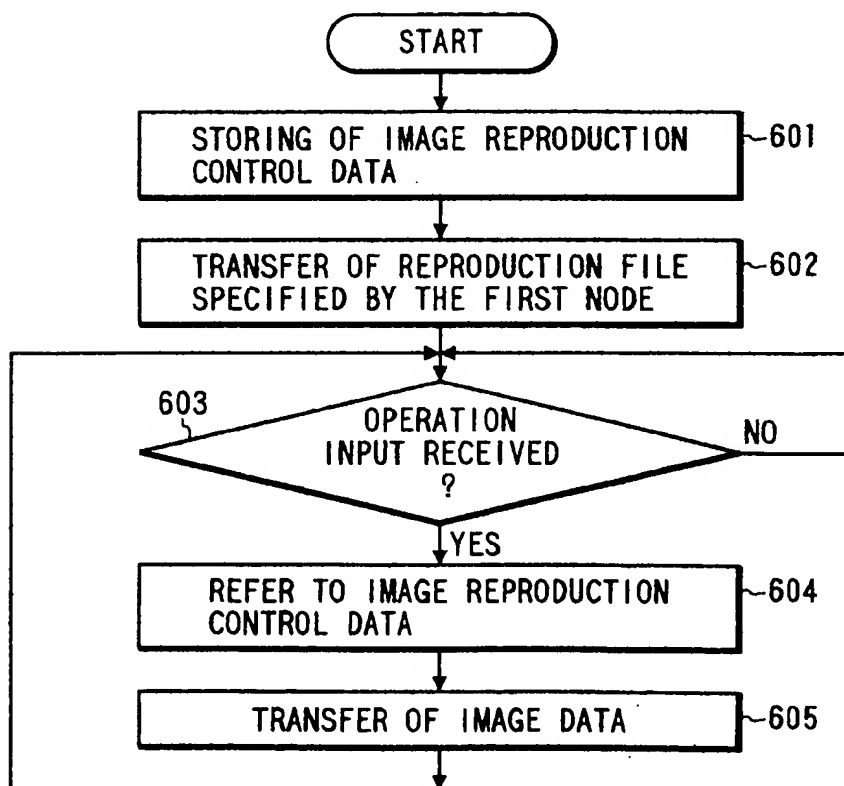 START
STORING OF IMAGE REPRODUCTION
CONTROL DATA
601
TRANSFER OF REPRODUCTION FILE
SPECIFIED BY THE FIRST NODE
602
603
OPERATION
INPUT RECEIVED
?
NO
YES
REFER TO IMAGE REPRODUCTION
CONTROL DATA
604
TRANSFER OF IMAGE DATA
605